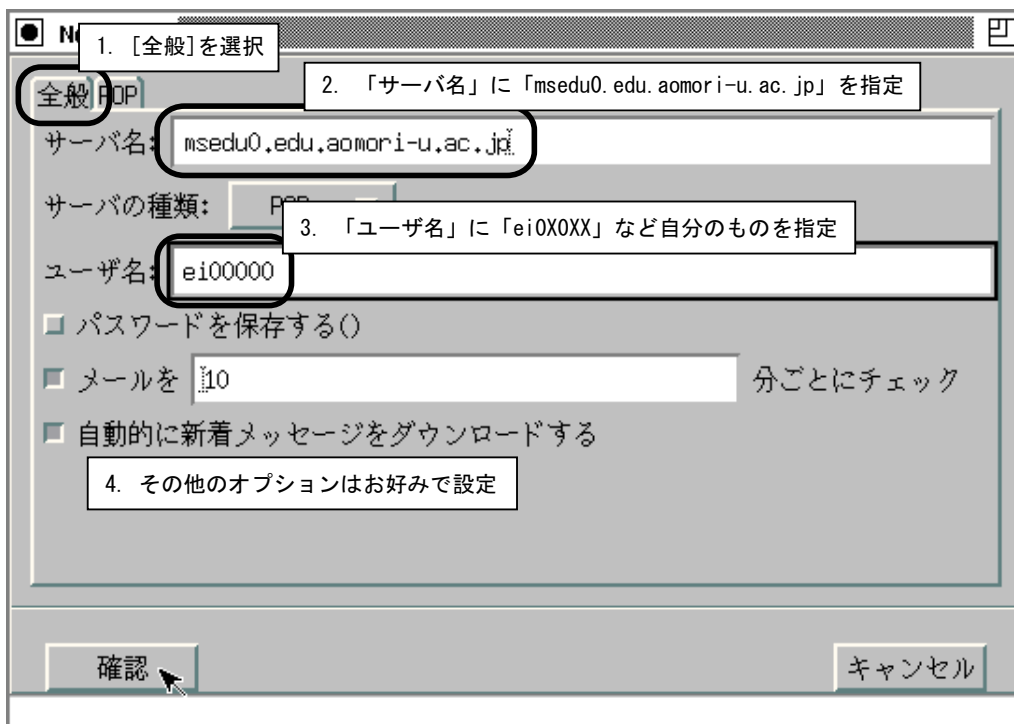 1. [全般]を選択
2. 「サーバ名」に「msedu0.edu.aomori-u.ac.jp」を指定
全般 POP
サーバ名: msedu0.edu.aomori-u.ac.jp
サーバの種類:
3. 「ユーザ名」に「ei0X0XX」など自分のものを指定
ユーザ名: ei00000
パスワードを保存する()
メールを 10 分ごとにチェック
自動的に新着メッセージをダウンロードする
4. その他のオプションはお好みで設定
確認 キャンセル